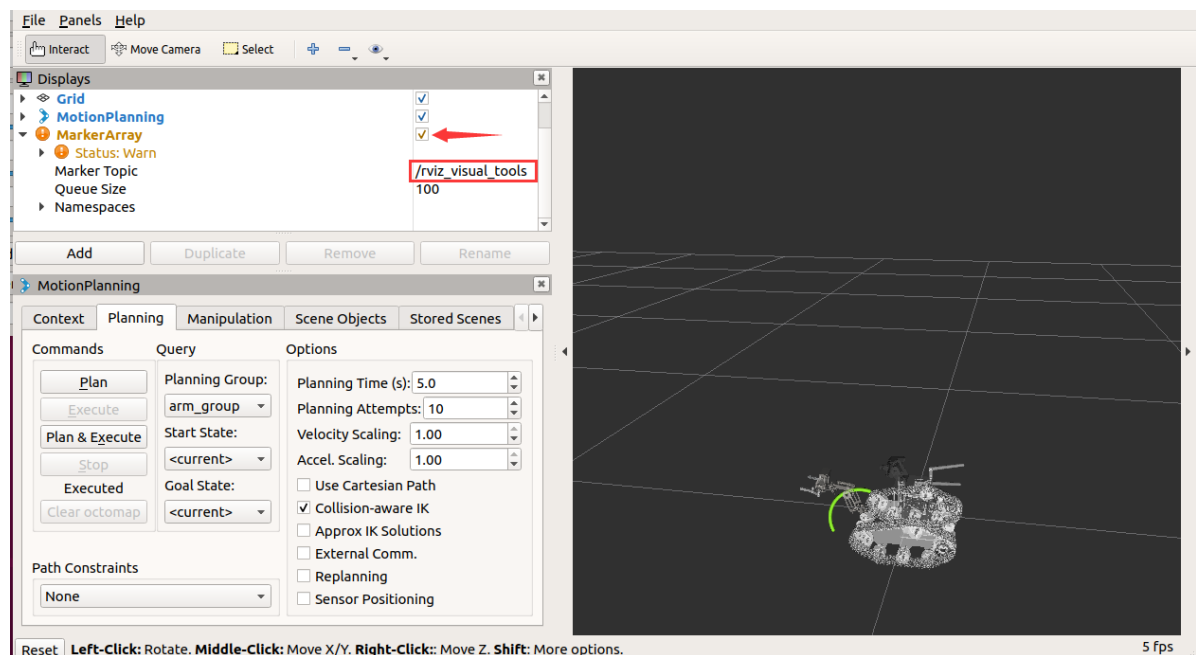 File Panels Help
Interact Move Camera Select
Displays
Grid
MotionPlanning
MarkerArray
Status: Warn
Marker Topic /rviz_visual_tools
Queue Size 100
Namespaces
Add Duplicate Remove Rename
MotionPlanning
Context Planning Manipulation Scene Objects Stored Scenes
Commands Query Options
Plan Planning Group: Planning Time (s): 5.0
Execute arm_group Planning Attempts: 10
Plan & Execute Start State: Velocity Scaling: 1.00
Stop <current> Accel. Scaling: 1.00
Executed Goal State: Use Cartesian Path
Clear octomap <current> Collision-aware IK
Approx IK Solutions
External Comm.
Path Constraints Replanning
None Sensor Positioning
Reset Left-Click: Rotate. Middle-Click: Move X/Y. Right-Click:: Move Z. Shift: More options. 5 fps